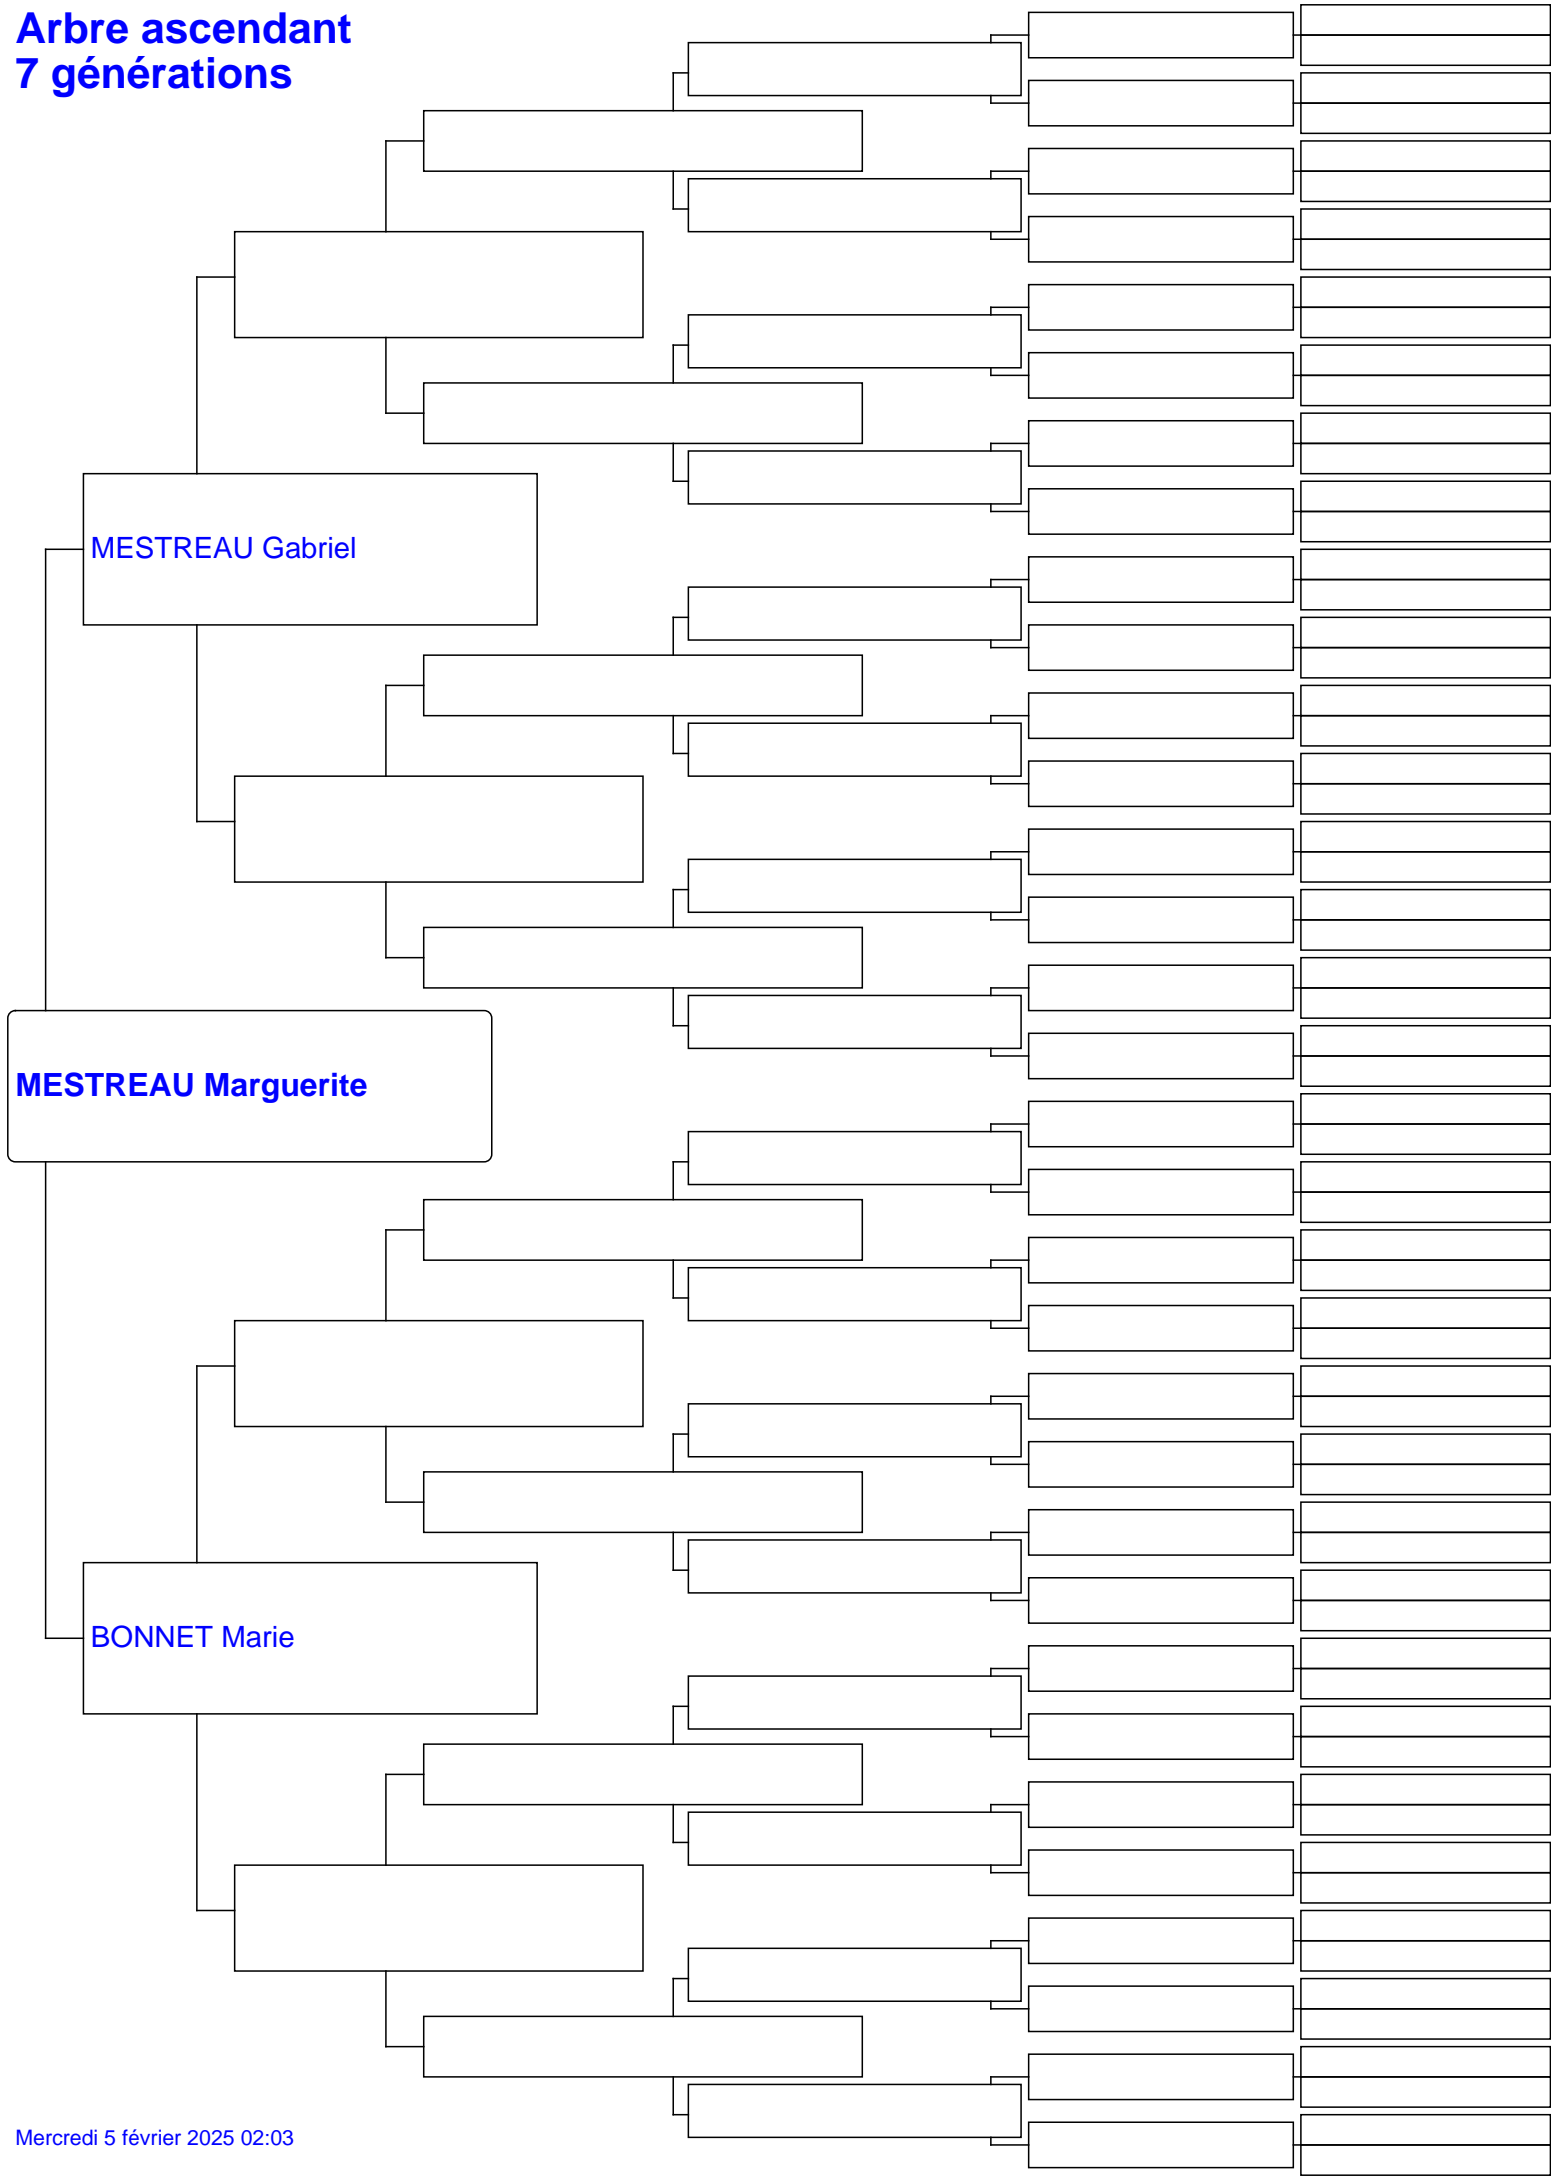 Arbre ascendant
7 générations
MESTREAU Gabriel
MESTREAU Marguerite
BONNET Marie
Mercredi 5 février 2025 02:03